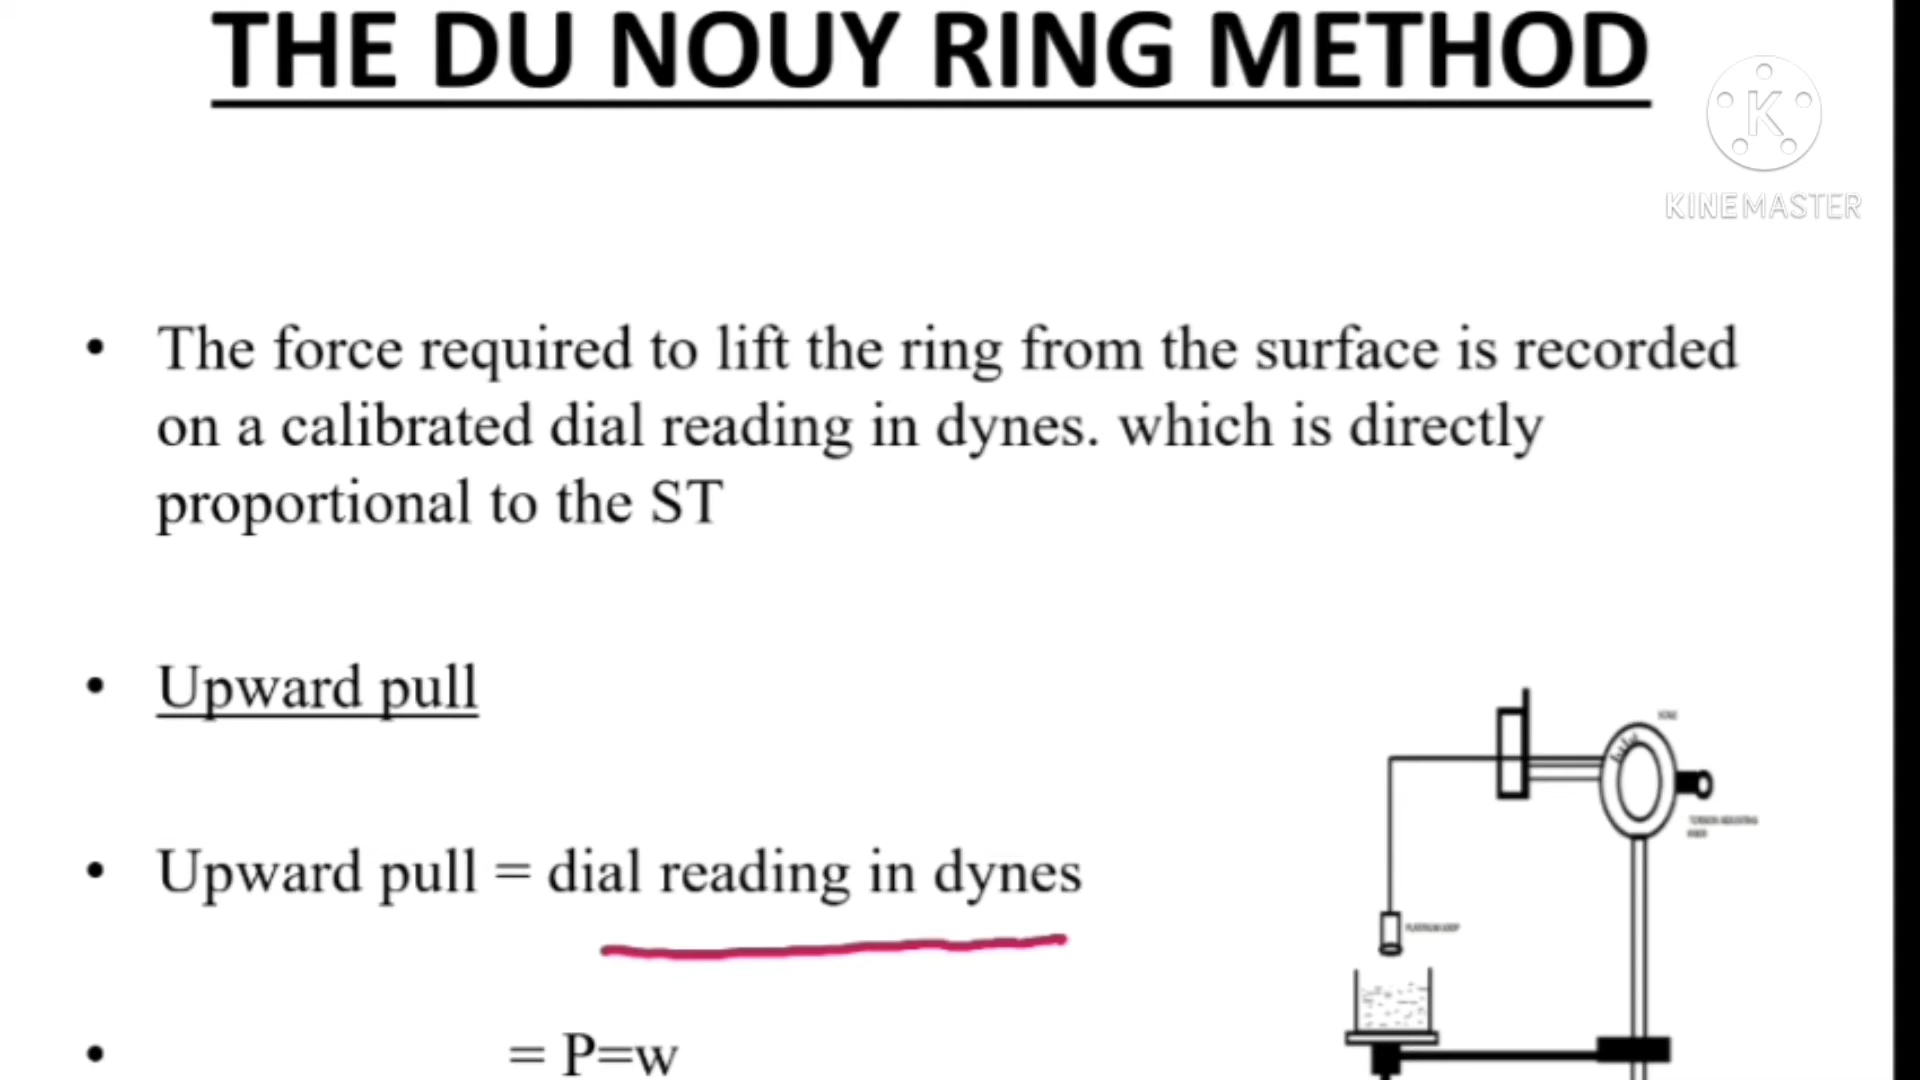 THE DU NOUY RING METHOD
K
KINEMASTER
• The force required to lift the ring from the surface is recorded
on a calibrated dial reading in dynes. which is directly
proportional to the ST
• Upward pull
• Upward pull = dial reading in dynes
• = P=w